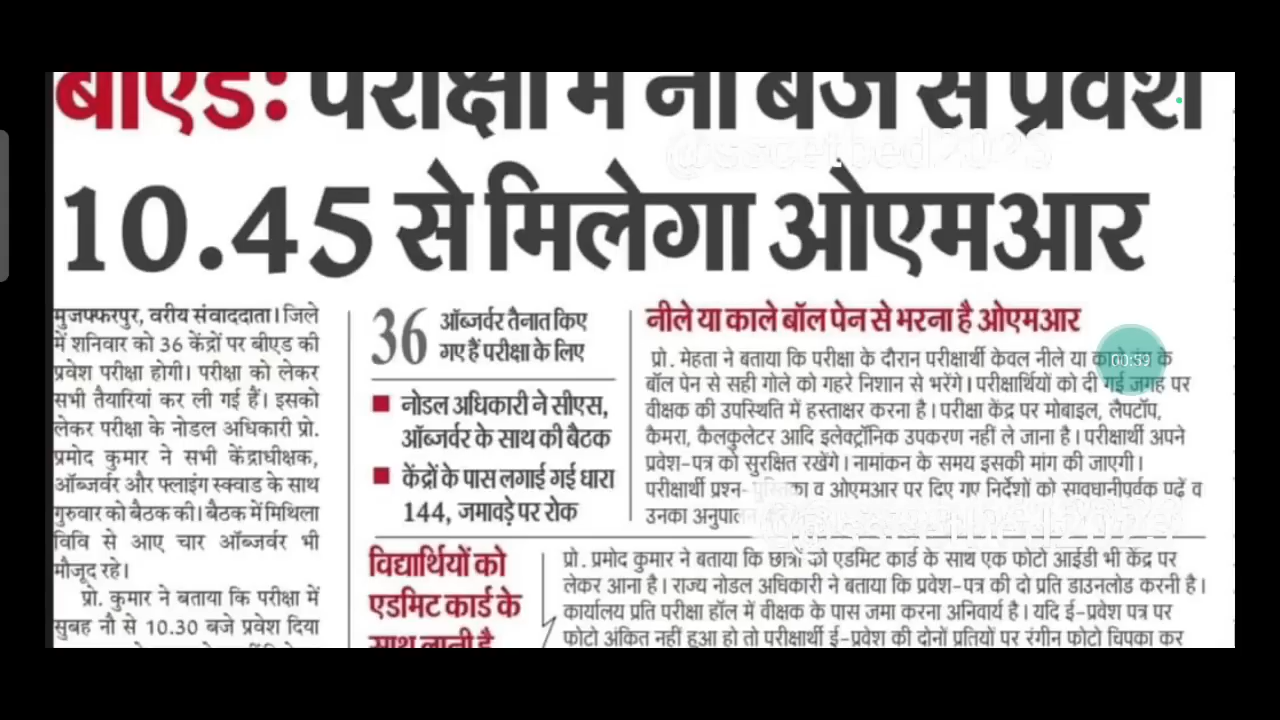 बीएड: परीक्षा में नौ बजे से प्रवेश
10.45 से मिलेगा ओएमआर
@sscetbed2025
मुजफ्फरपुर, वरीय संवाददाता। जिले
में शनिवार को 36 केंद्रों पर बीएड की
प्रवेश परीक्षा होगी। परीक्षा को लेकर
सभी तैयारियां कर ली गई हैं। इसको
लेकर परीक्षा के नोडल अधिकारी प्रो.
प्रमोद कुमार ने सभी केंद्राधीक्षक,
ऑब्जर्वर और फ्लाइंग स्क्वाड के साथ
गुरुवार को बैठक की। बैठक में मिथिला
विवि से आए चार ऑब्जर्वर भी
मौजूद रहे।
प्रो. कुमार ने बताया कि परीक्षा में
सुबह नौ से 10.30 बजे प्रवेश दिया
36 ऑब्जर्वर तैनात किए
गए हैं परीक्षा के लिए
नोडल अधिकारी ने सीएस,
ऑब्जर्वर के साथ की बैठक
केंद्रों के पास लगाई गई धारा
144, जमावड़े पर रोक
नीले या काले बॉल पेन से भरना है ओएमआर
प्रो. मेहता ने बताया कि परीक्षा के दौरान परीक्षार्थी केवल नीले या काले रंग के
बॉल पेन से सही गोले को गहरे निशान से भरेंगे। परीक्षार्थियों को दी गई जगह पर
वीक्षक की उपस्थिति में हस्ताक्षर करना है। परीक्षा केंद्र पर मोबाइल, लैपटॉप,
कैमरा, कैलकुलेटर आदि इलेक्ट्रॉनिक उपकरण नहीं ले जाना है। परीक्षार्थी अपने
प्रवेश-पत्र को सुरक्षित रखेंगे। नामांकन के समय इसकी मांग की जाएगी।
परीक्षार्थी प्रश्न- पुस्तिका व ओएमआर पर दिए गए निर्देशों को सावधानीपूर्वक पढ़ें व
उनका अनुपालन
00:59
विद्यार्थियों को
एडमिट कार्ड के
साथ लानी है
प्रो. प्रमोद कुमार ने बताया कि छात्रों को एडमिट कार्ड के साथ एक फोटो आईडी भी केंद्र पर
लेकर आना है। राज्य नोडल अधिकारी ने बताया कि प्रवेश-पत्र की दो प्रति डाउनलोड करनी है।
कार्यालय प्रति परीक्षा हॉल में वीक्षक के पास जमा करना अनिवार्य है। यदि ई-प्रवेश पत्र पर
फोटो अंकित नहीं हुआ हो तो परीक्षार्थी ई-प्रवेश की दोनों प्रतियों पर रंगीन फोटो चिपका कर